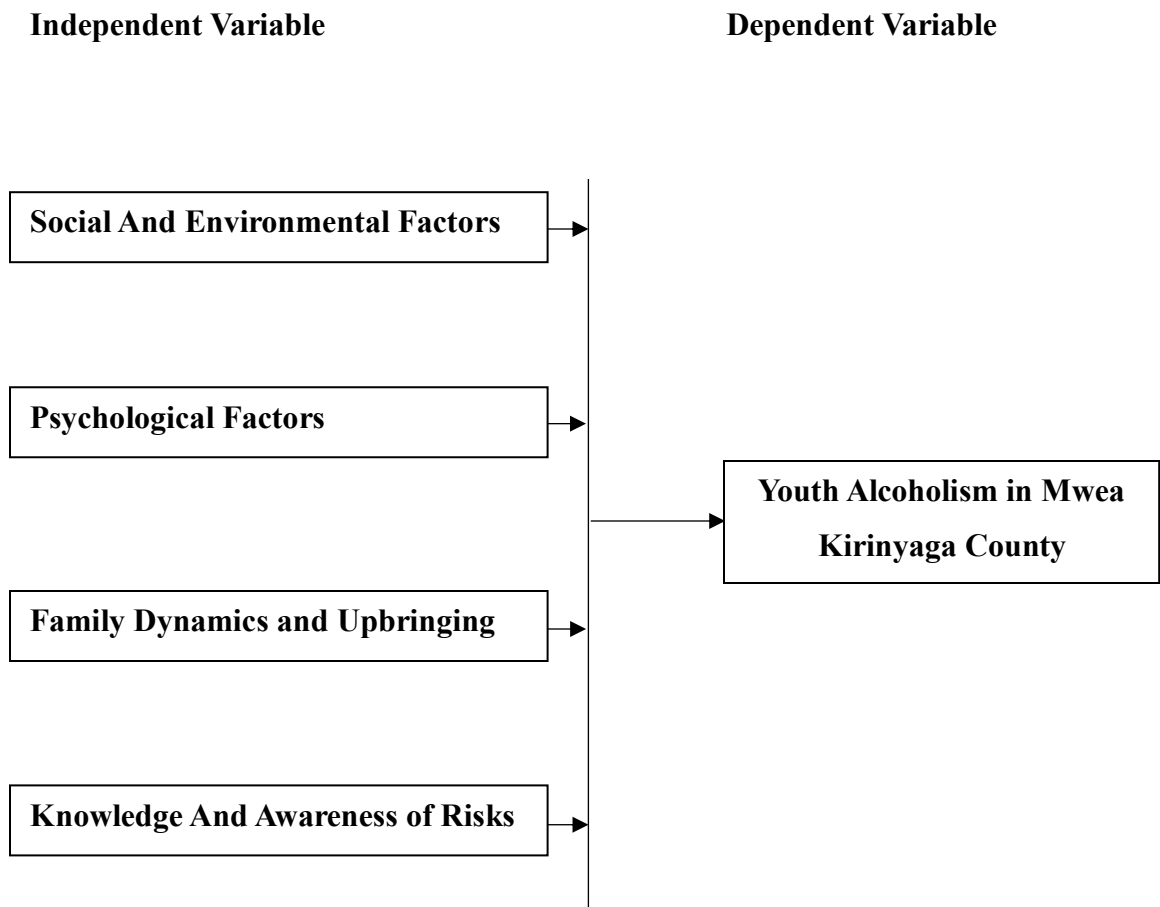 Independent Variable
Dependent Variable
Social And Environmental Factors
Psychological Factors
Youth Alcoholism in Mwea
Kirinyaga County
Family Dynamics and Upbringing
Knowledge And Awareness of Risks